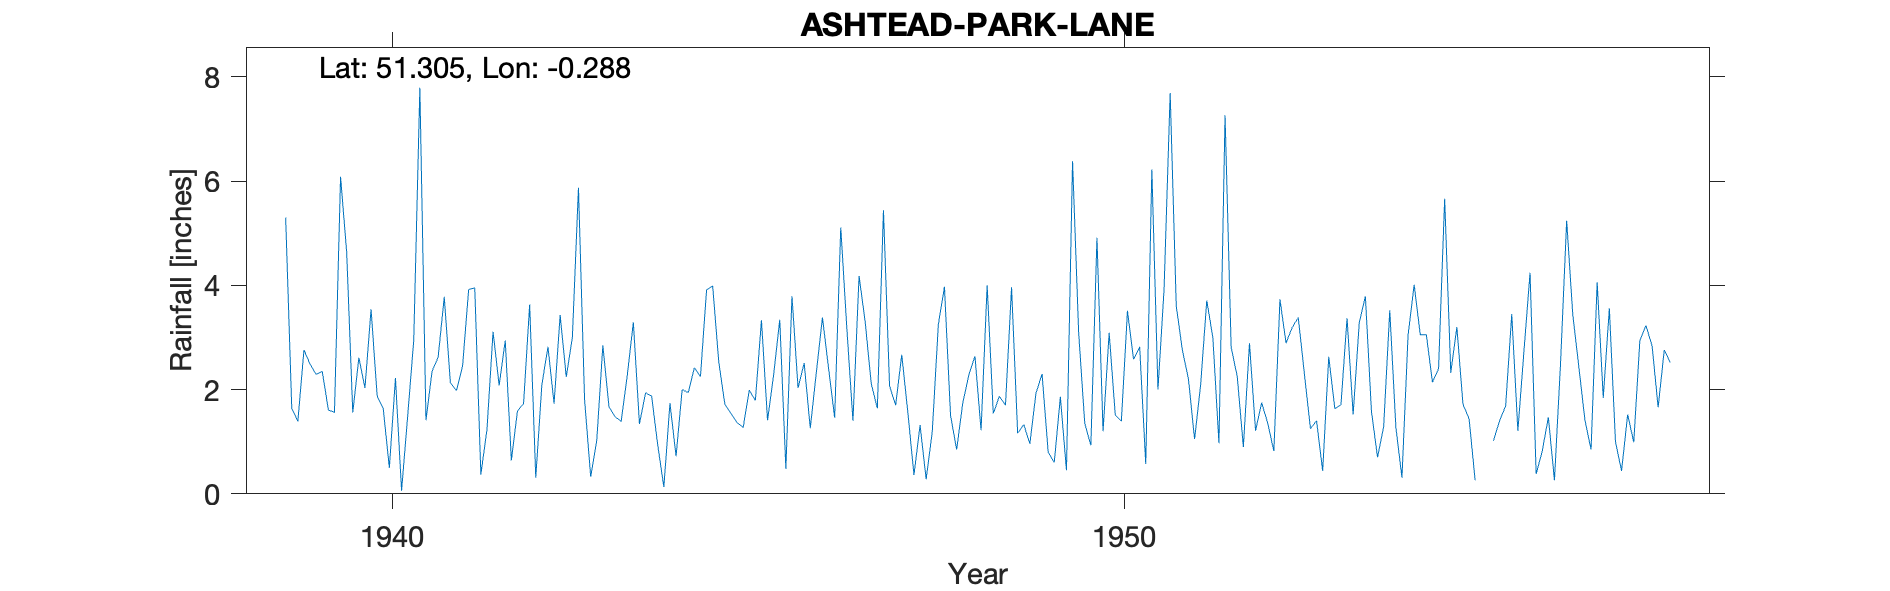 ASHTEAD-PARK-LANE
Lat: 51.305, Lon: -0.288
8
6
4
2
0
Rainfall [inches]
1940
1950
Year